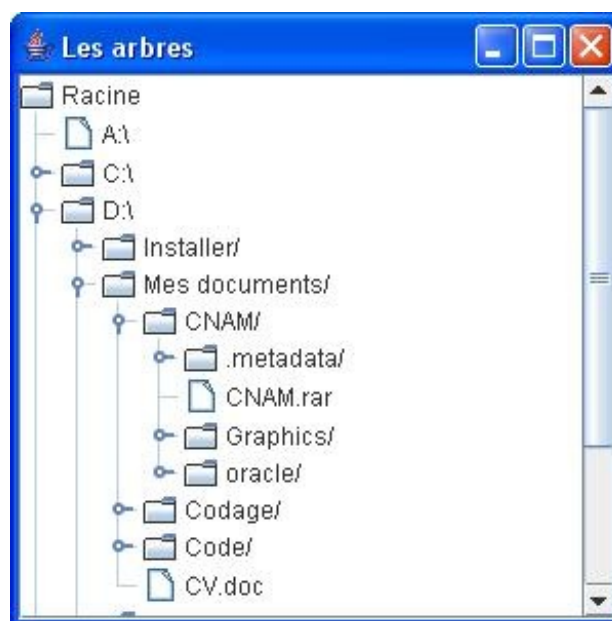 Les arbres
Racine
A:\
C:\
D:\
Installer/
Mes documents/
CNAM/
.metadata/
CNAM.rar
Graphics/
oracle/
Codage/
Code/
CV.doc